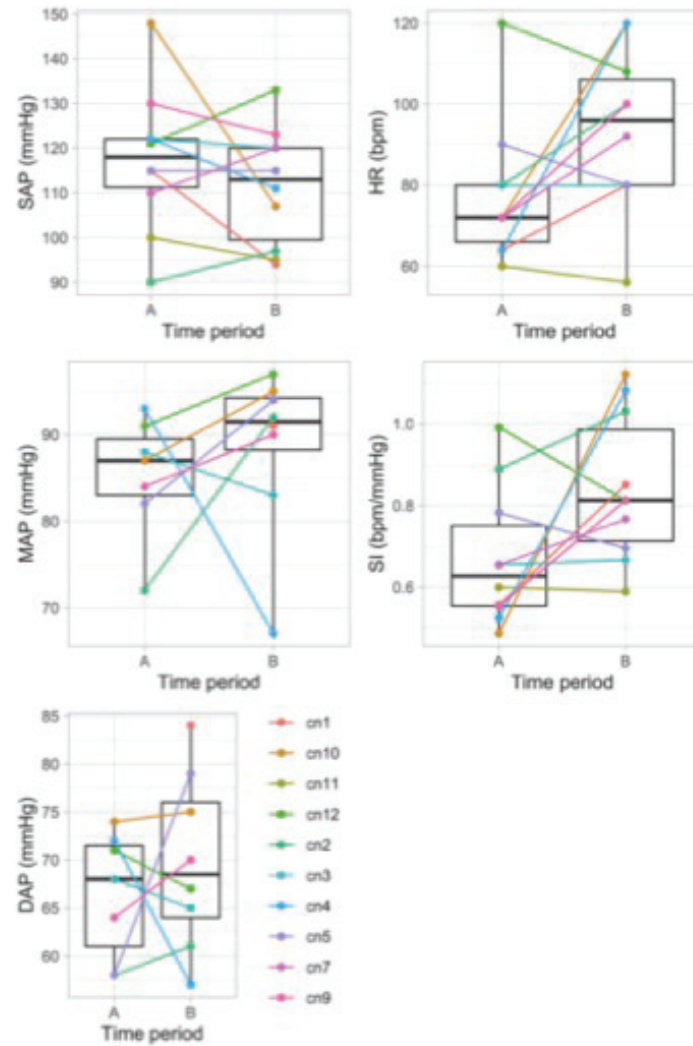 150
140
130
120
110
100
90
SAP (mmHg)
A B
Time period
120
100
80
60
HR (bpm)
A B
Time period
90
80
70
MAP (mmHg)
A B
Time period
1.0
0.8
0.6
SI (bpm/mmHg)
A B
Time period
85
80
75
70
65
60
DAP (mmHg)
A B
Time period
cn1
cn10
cn11
cn12
cn2
cn3
cn4
cn5
cn7
cn9